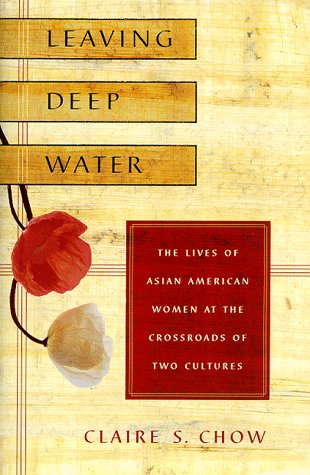 LEAVING
DEEP
WATER
THE LIVES OF
ASIAN AMERICAN
WOMEN AT THE
CROSSROADS OF
TWO CULTURES
CLAIRE S. CHOW